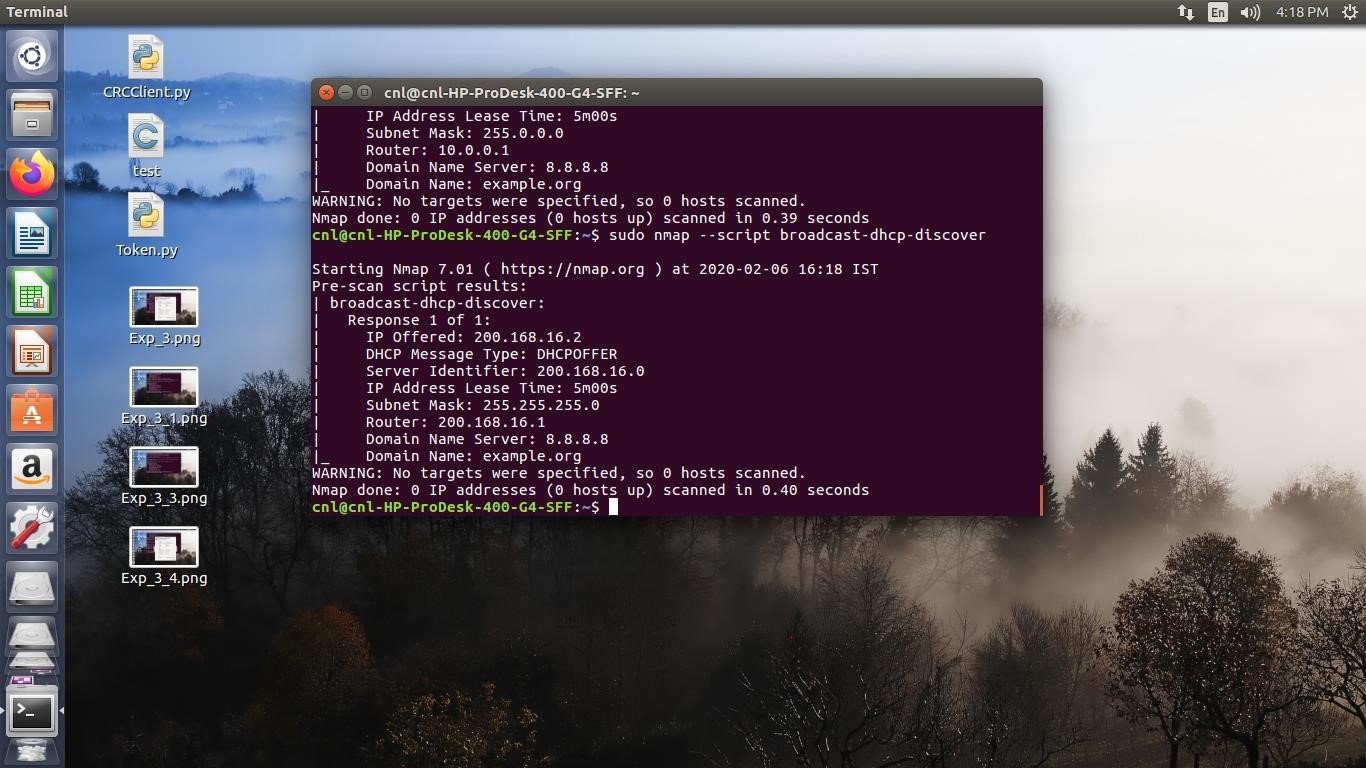 Terminal
En
4:18 PM
CRCClient.py
test
Token.py
Exp_3.png
Exp_3_1.png
Exp_3_3.png
Exp_3_4.png
cnl@cnl-HP-ProDesk-400-G4-SFF: ~
|     IP Address Lease Time: 5m00s
|     Subnet Mask: 255.0.0.0
|     Router: 10.0.0.1
|     Domain Name Server: 8.8.8.8
|_    Domain Name: example.org
WARNING: No targets were specified, so 0 hosts scanned.
Nmap done: 0 IP addresses (0 hosts up) scanned in 0.39 seconds
cnl@cnl-HP-ProDesk-400-G4-SFF:~$ sudo nmap --script broadcast-dhcp-discover
Starting Nmap 7.01 ( https://nmap.org ) at 2020-02-06 16:18 IST
Pre-scan script results:
| broadcast-dhcp-discover:
|   Response 1 of 1:
|     IP Offered: 200.168.16.2
|     DHCP Message Type: DHCPOFFER
|     Server Identifier: 200.168.16.0
|     IP Address Lease Time: 5m00s
|     Subnet Mask: 255.255.255.0
|     Router: 200.168.16.1
|     Domain Name Server: 8.8.8.8
|_    Domain Name: example.org
WARNING: No targets were specified, so 0 hosts scanned.
Nmap done: 0 IP addresses (0 hosts up) scanned in 0.40 seconds
cnl@cnl-HP-ProDesk-400-G4-SFF:~$